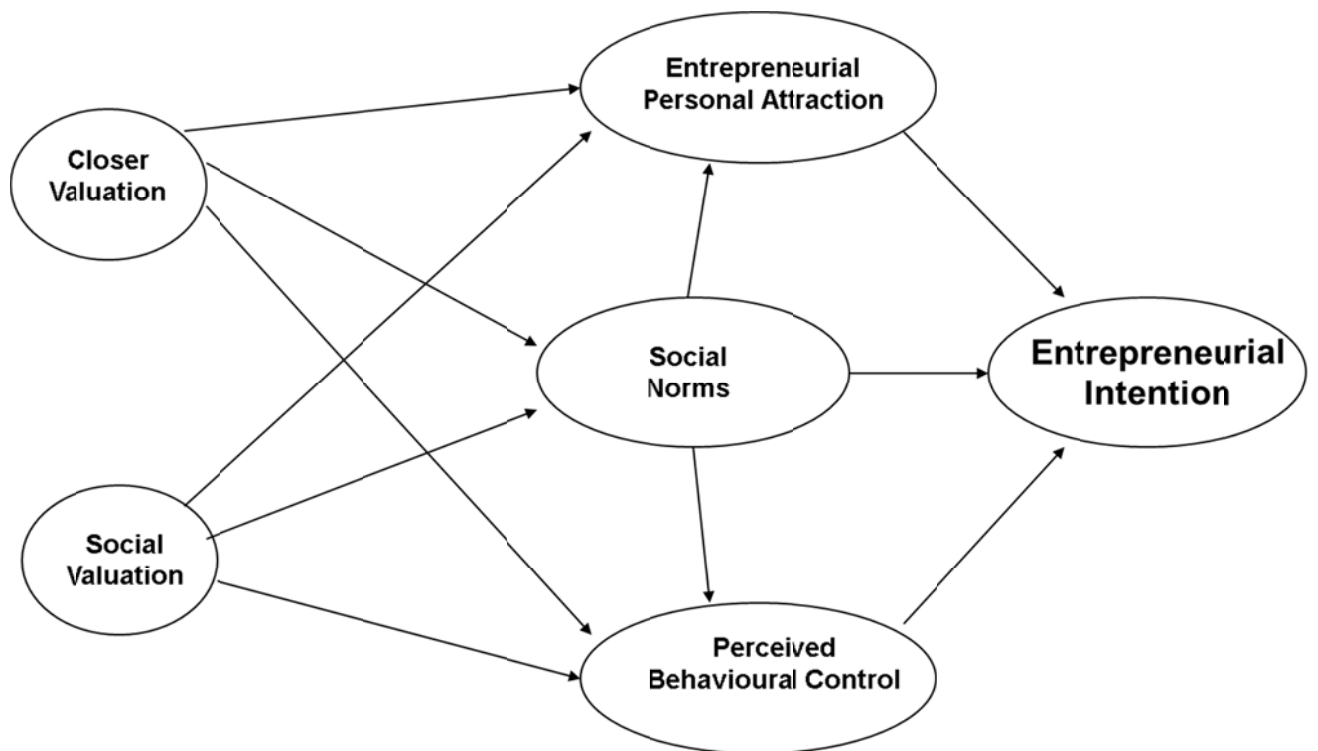 Entrepreneurial
Personal Attraction
Closer
Valuation
Social
Norms
Entrepreneurial
Intention
Social
Valuation
Perceived
Behavioural Control